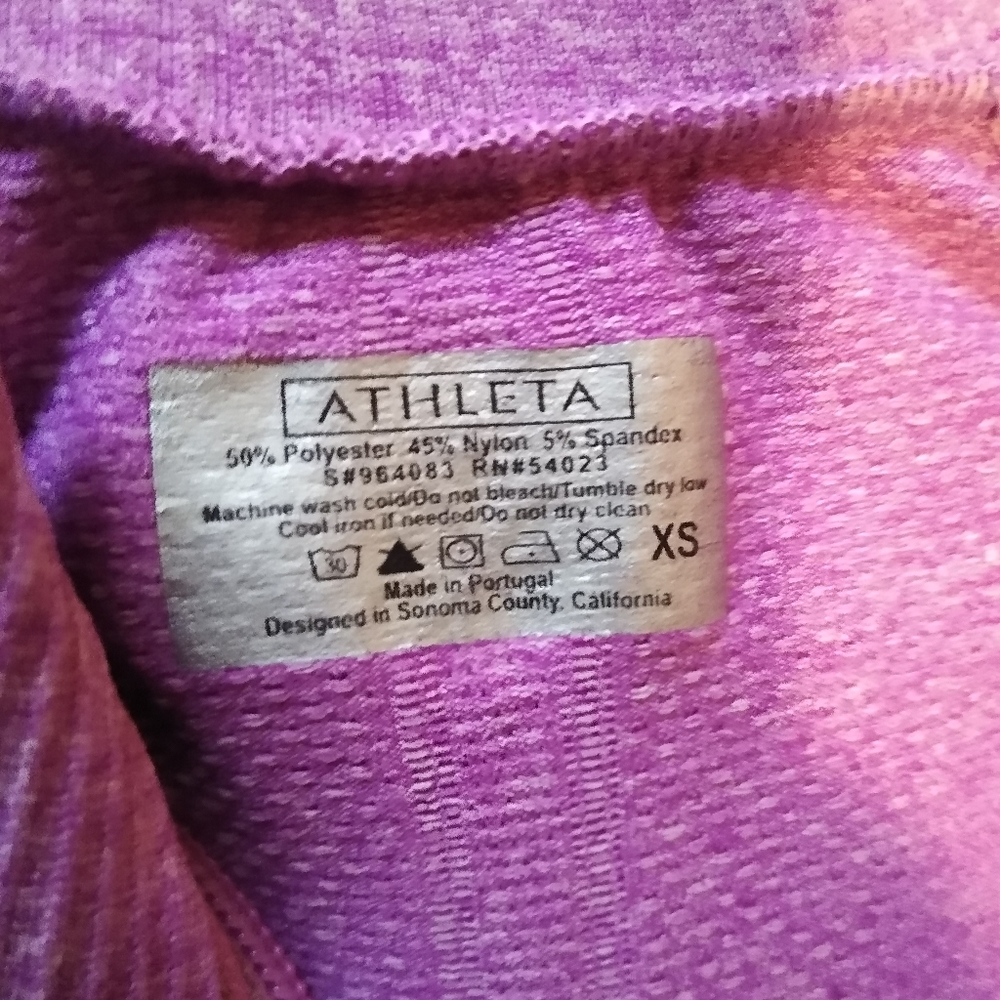 ATHLETA
50% Polyester 45% Nylon 5% Spandex
S#964083 RN#54023
Machine wash cold/Do not bleach/Tumble dry low
Cool iron if needed/Do not dry clean
30 XS
Made in Portugal
Designed in Sonoma County, California